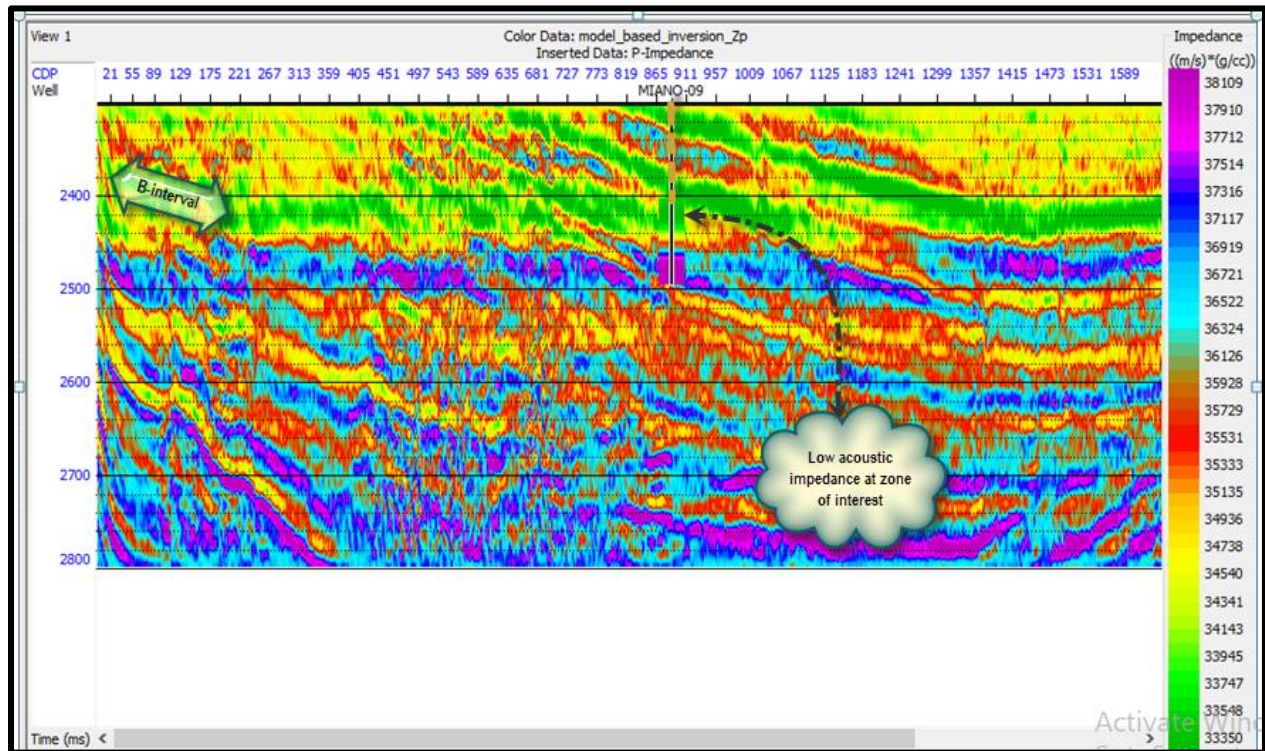 View 1
Color Data: model_based_inversion_Zp
Inserted Data: P-Impedance
Impedance
((m/s)*(g/cc))
CDP 21 55 89 129 175 221 267 313 359 405 451 497 543 589 635 681 727 773 819 865 911 957 1009 1067 1125 1183 1241 1299 1357 1415 1473 1531 1589
Well MIANO-09
B-interval
2400
2500
2600
2700
2800
Low acoustic
impedance at zone
of interest
38109
37910
37712
37514
37316
37117
36919
36721
36522
36324
36126
35928
35729
35531
35333
35135
34936
34738
34540
34341
34143
33945
33747
33548
33350
Time (ms)